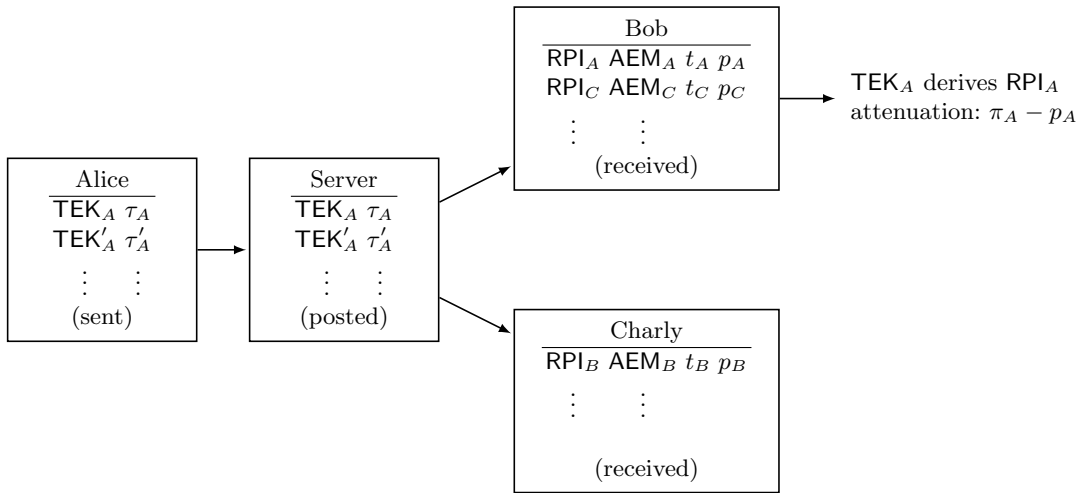 Alice
TEK_A τ_A
TEK′_A τ′_A
⋮ ⋮
(sent)
Server
TEK_A τ_A
TEK′_A τ′_A
⋮ ⋮
(posted)
Bob
RPI_A AEM_A t_A p_A
RPI_C AEM_C t_C p_C
⋮ ⋮
(received)
TEK_A derives RPI_A
attenuation: π_A − p_A
Charly
RPI_B AEM_B t_B p_B
⋮ ⋮
(received)